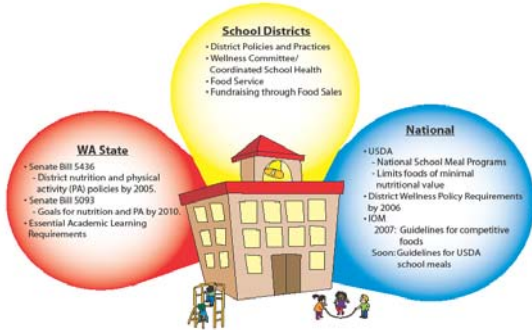 School Districts
• District Policies and Practices
• Wellness Committee/
Coordinated School Health
• Food Service
• Fundraising through Food Sales
WA State
• Senate Bill 5436
- District nutrition and physical
activity (PA) policies by 2005.
• Senate Bill 5093
- Goals for nutrition and PA by 2010.
• Essential Academic Learning
Requirements
National
• USDA
- National School Meal Programs
- Limits foods of minimal
nutritional value
• District Wellness Policy Requirements
by 2006
• IOM
2007: Guidelines for competitive
foods
Soon: Guidelines for USDA
school meals